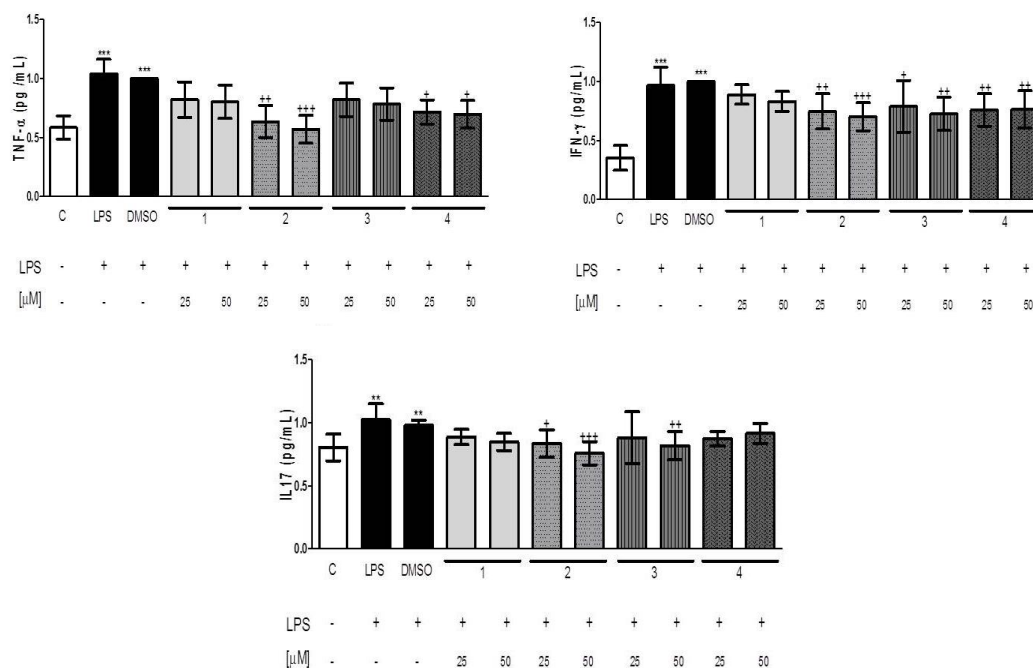 TNF-α (pg/mL)
1.5
1.0
0.5
0.0
*** ***
++ +++
+ +
C LPS DMSO 1 2 3 4
LPS - + + + + + + + + + +
[μM] - - - 25 50 25 50 25 50 25 50
IFN-γ (pg/mL)
1.5
1.0
0.5
0.0
*** ***
++ +++ + ++ ++ ++
C LPS DMSO 1 2 3 4
LPS - + + + + + + + + + +
[μM] - - - 25 50 25 50 25 50 25 50
IL17 (pg/mL)
1.5
1.0
0.5
0.0
** **
+ +++ ++
C LPS DMSO 1 2 3 4
LPS - + + + + + + + + + +
[μM] - - - 25 50 25 50 25 50 25 50